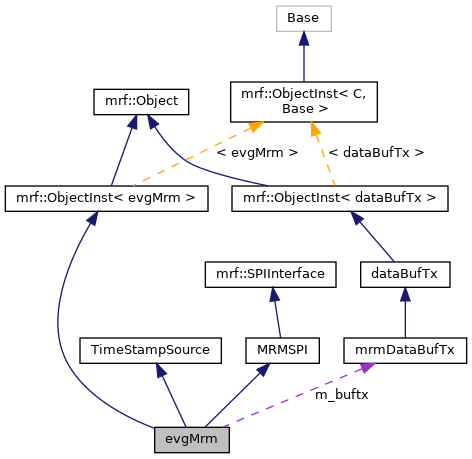 Base
mrf::ObjectInst< C,
Base >
mrf::Object
< evgMrm >
< dataBufTx >
mrf::ObjectInst< evgMrm >
mrf::ObjectInst< dataBufTx >
mrf::SPIInterface
dataBufTx
TimeStampSource
MRMSPI
mrmDataBufTx
m_buftx
evgMrm